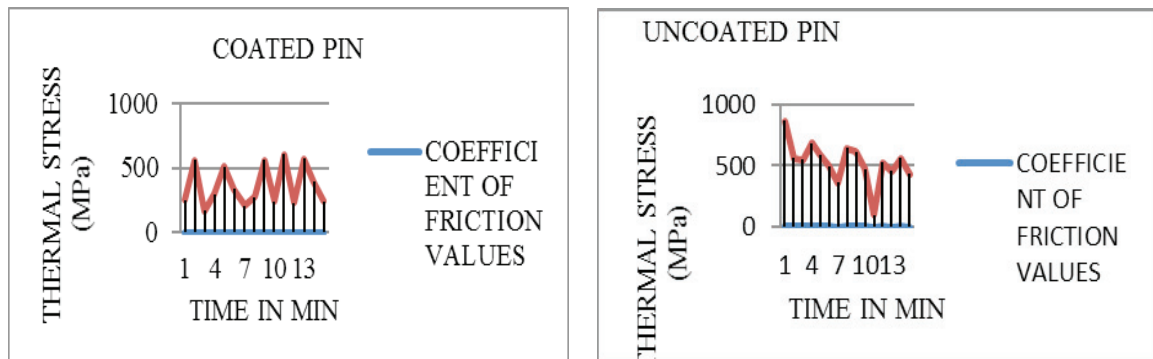 COATED PIN
THERMAL STRESS
(MPa)
1000
500
0
1 4 7 10 13
TIME IN MIN
COEFFICI
ENT OF
FRICTION
VALUES
UNCOATED PIN
THERMAL STRESS
(MPa)
1000
500
0
1 4 7 1013
TIME IN MIN
COEFFICIE
NT OF
FRICTION
VALUES